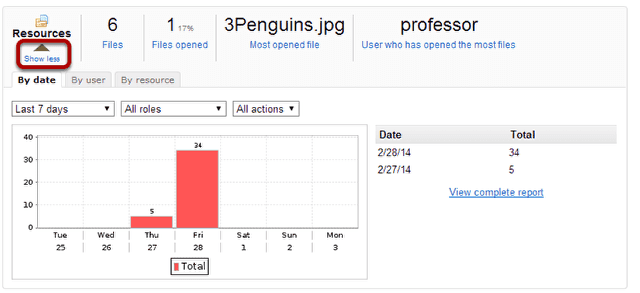 Resources
Show less
6
Files
1 17%
Files opened
3Penguins.jpg
Most opened file
professor
User who has opened the most files
By date By user By resource
Last 7 days All roles All actions
40
30
20
10
0
5
34
Tue Wed Thu Fri Sat Sun Mon
25 26 27 28 1 2 3
Total
Date Total
2/28/14 34
2/27/14 5
View complete report